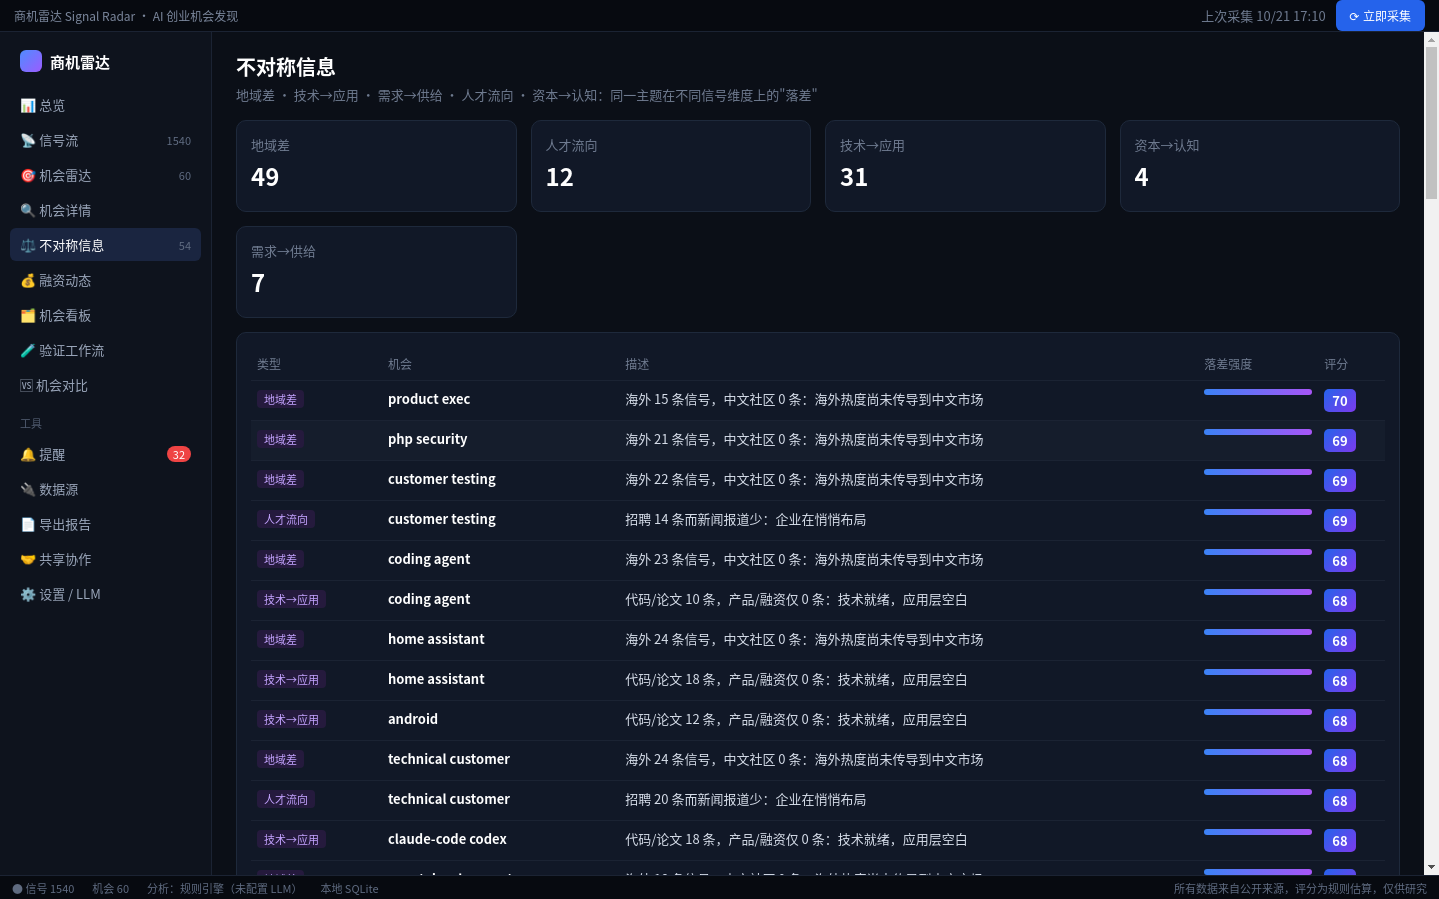 商机雷达 Signal Radar · AI 创业机会发现
上次采集 10/21 17:10
⟳ 立即采集
商机雷达
📊 总览
📡 信号流 1540
🎯 机会雷达 60
🔍 机会详情
⚖️ 不对称信息 54
💰 融资动态
🗂️ 机会看板
🧪 验证工作流
🆚 机会对比
工具
🔔 提醒 32
🔌 数据源
📄 导出报告
🤝 共享协作
⚙️ 设置 / LLM
不对称信息
地域差 · 技术→应用 · 需求→供给 · 人才流向 · 资本→认知：同一主题在不同信号维度上的"落差"
地域差
49
人才流向
12
技术→应用
31
资本→认知
4
需求→供给
7
类型 机会 描述 落差强度 评分
地域差 product exec 海外 15 条信号，中文社区 0 条：海外热度尚未传导到中文市场 70
地域差 php security 海外 21 条信号，中文社区 0 条：海外热度尚未传导到中文市场 69
地域差 customer testing 海外 22 条信号，中文社区 0 条：海外热度尚未传导到中文市场 69
人才流向 customer testing 招聘 14 条而新闻报道少：企业在悄悄布局 69
地域差 coding agent 海外 23 条信号，中文社区 0 条：海外热度尚未传导到中文市场 68
技术→应用 coding agent 代码/论文 10 条，产品/融资仅 0 条：技术就绪，应用层空白 68
地域差 home assistant 海外 24 条信号，中文社区 0 条：海外热度尚未传导到中文市场 68
技术→应用 home assistant 代码/论文 18 条，产品/融资仅 0 条：技术就绪，应用层空白 68
技术→应用 android 代码/论文 12 条，产品/融资仅 0 条：技术就绪，应用层空白 68
地域差 technical customer 海外 24 条信号，中文社区 0 条：海外热度尚未传导到中文市场 68
人才流向 technical customer 招聘 20 条而新闻报道少：企业在悄悄布局 68
技术→应用 claude-code codex 代码/论文 18 条，产品/融资仅 0 条：技术就绪，应用层空白 68
信号 1540 机会 60 分析：规则引擎（未配置 LLM） 本地 SQLite
所有数据来自公开来源，评分为规则估算，仅供研究